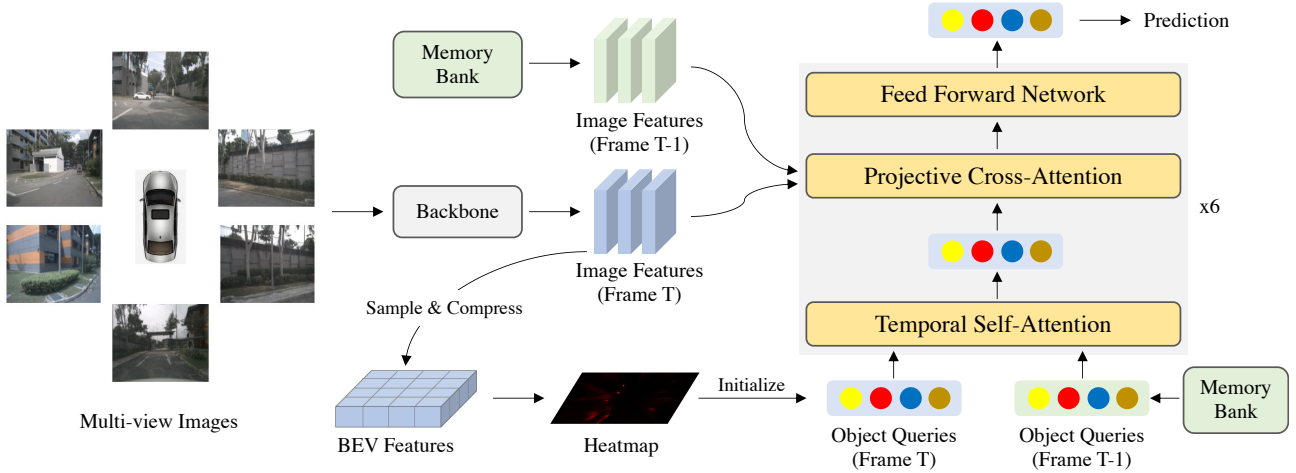 Prediction
Memory
Bank
Feed Forward Network
Image Features
(Frame T-1)
Projective Cross-Attention
x6
Backbone
Image Features
(Frame T)
Sample & Compress
Temporal Self-Attention
Initialize
Memory
Bank
Multi-view Images
BEV Features
Heatmap
Object Queries
(Frame T)
Object Queries
(Frame T-1)